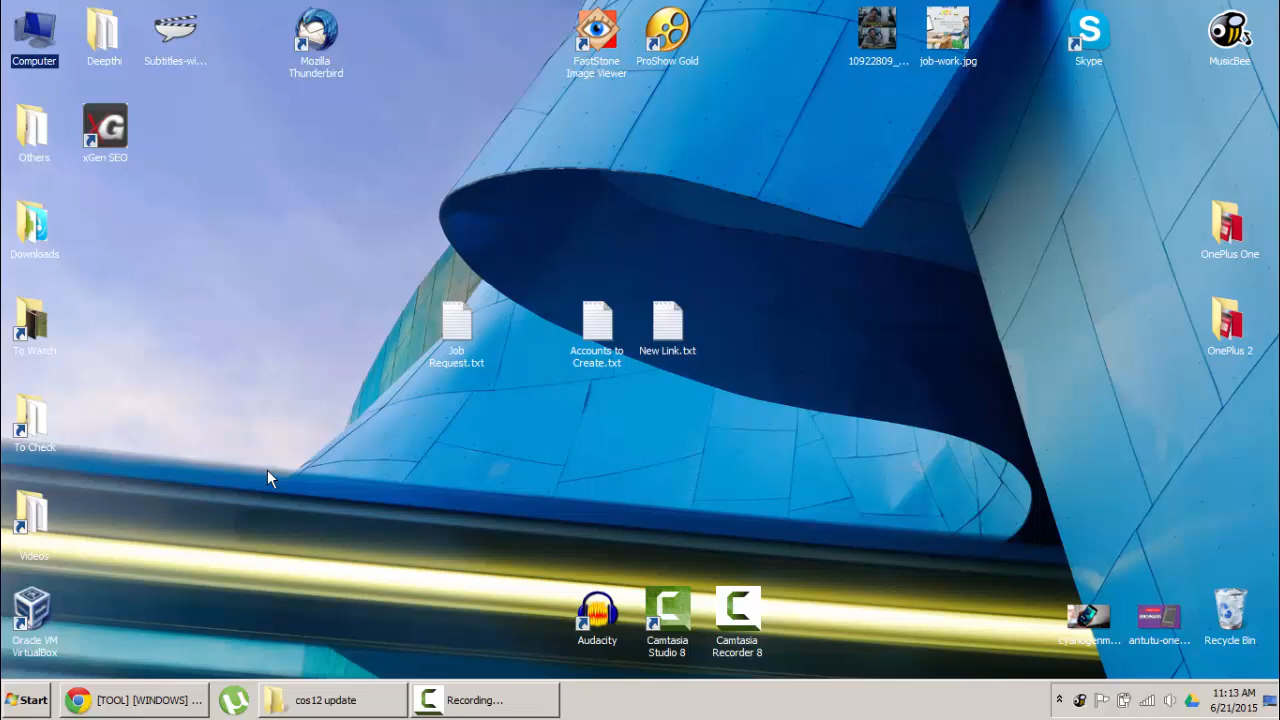 Computer
Deepthi
Subtitles-wi...
Mozilla
Thunderbird
FastStone
Image Viewer
ProShow Gold
10922809_...
job-work.jpg
Skype
MusicBee
Others
xGen SEO
Downloads
OnePlus One
To Watch
Job
Request.txt
Accounts to
Create.txt
New Link.txt
OnePlus 2
To Check
Videos
Oracle VM
VirtualBox
Audacity
Camtasia
Studio 8
Camtasia
Recorder 8
cyanogenm...
antutu-one...
Recycle Bin
Start
[TOOL] [WINDOWS] ...
cos12 update
Recording...
11:13 AM
6/21/2015